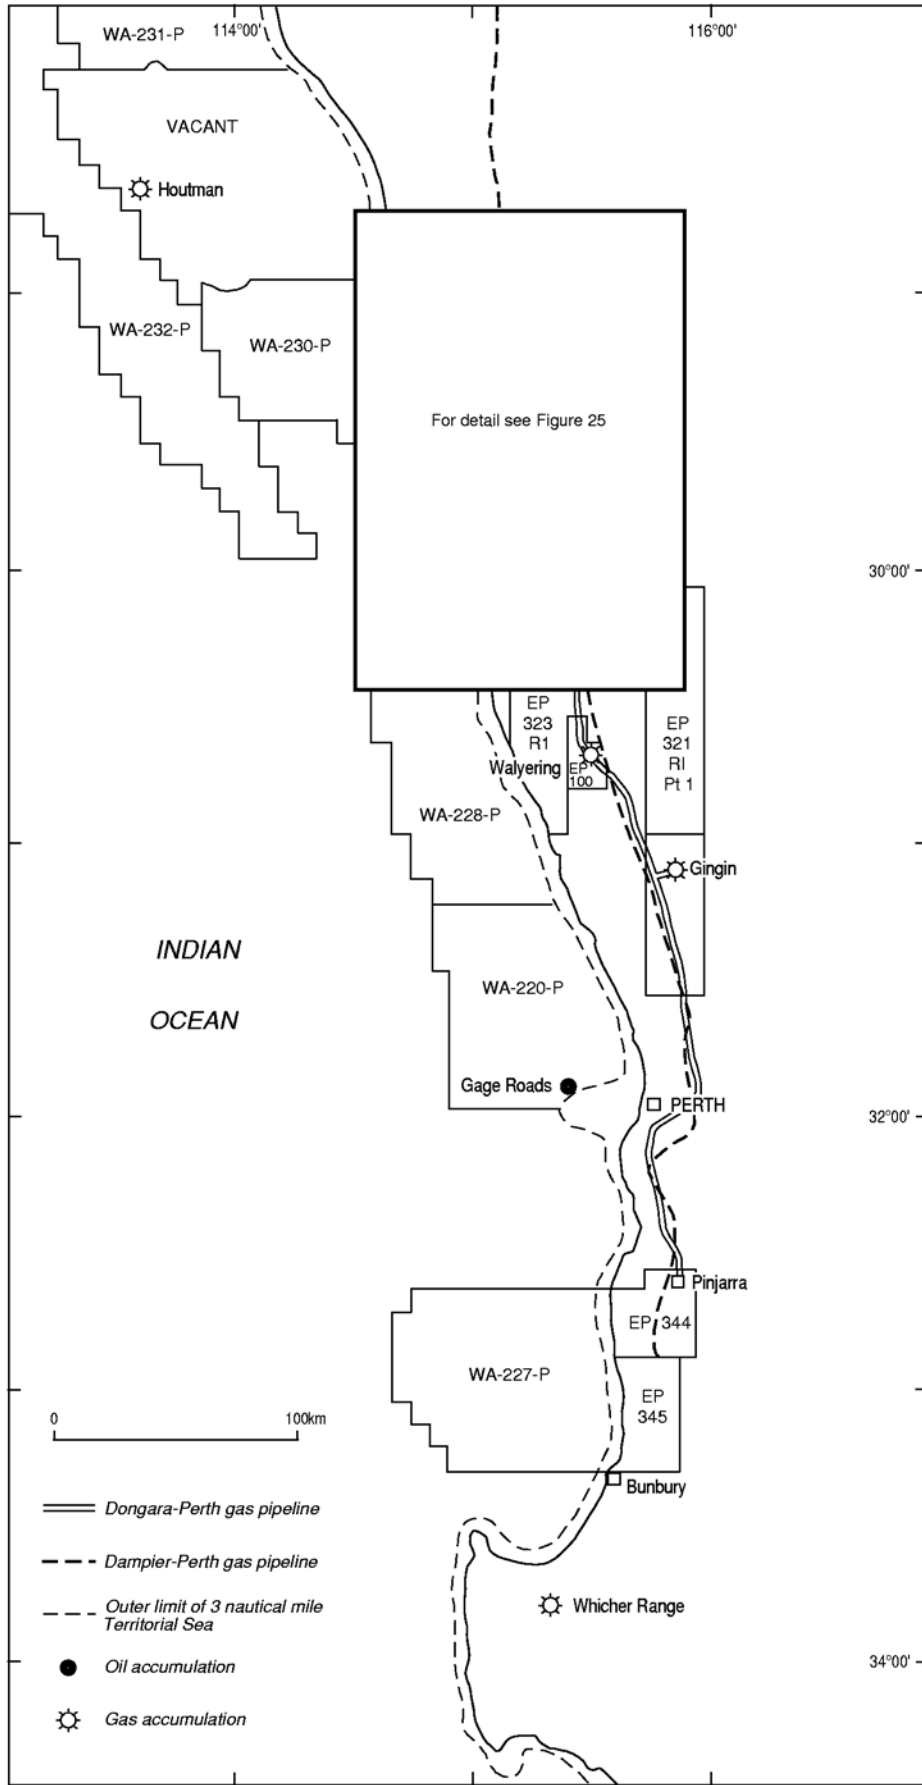 WA-231-P
114°00'
116°00'
VACANT
Houtman
WA-232-P
WA-230-P
For detail see Figure 25
30°00'
EP
323
R1
EP
321
RI
Pt 1
Walyering
EP
100
WA-228-P
Gingin
INDIAN
OCEAN
WA-220-P
Gage Roads
PERTH
32°00'
Pinjarra
EP 344
WA-227-P
EP
345
0 100km
Bunbury
Dongara-Perth gas pipeline
Dampier-Perth gas pipeline
Outer limit of 3 nautical mile
Territorial Sea
Whicher Range
Oil accumulation
34°00'
Gas accumulation